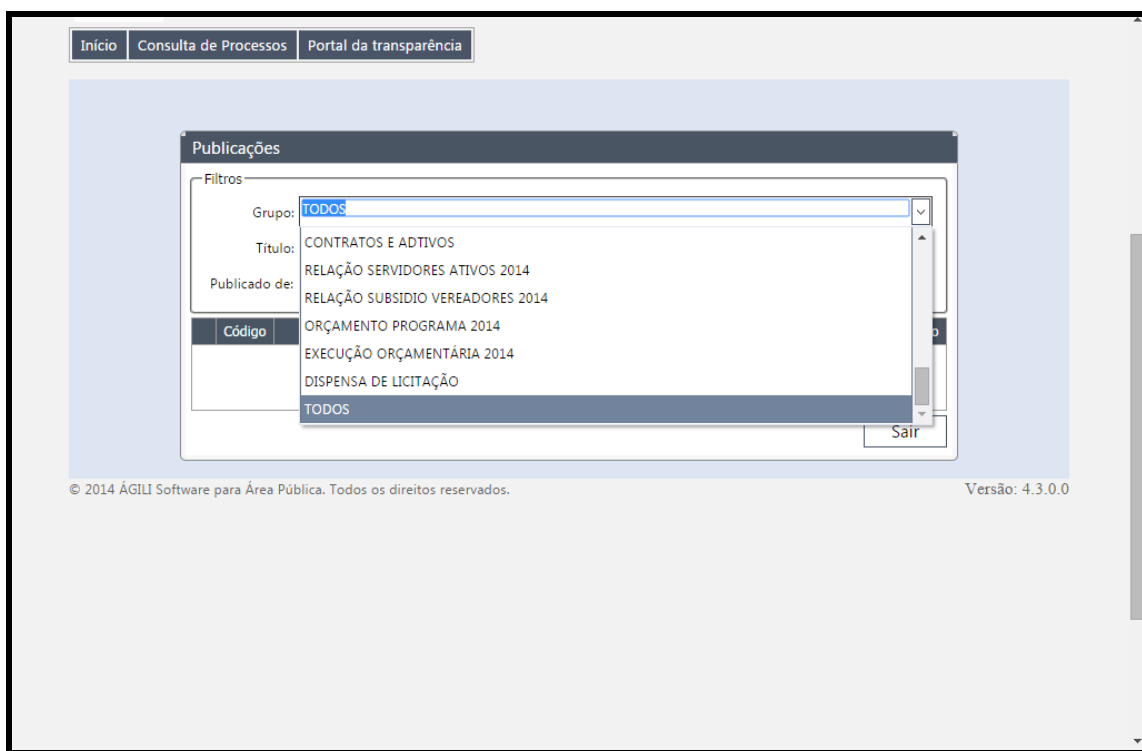 Início Consulta de Processos Portal da transparência
Publicações
Filtros
Grupo: TODOS
Título: CONTRATOS E ADTIVOS
RELAÇÃO SERVIDORES ATIVOS 2014
Publicado de:
RELAÇÃO SUBSIDIO VEREADORES 2014
Código ORÇAMENTO PROGRAMA 2014
EXECUÇÃO ORÇAMENTÁRIA 2014
DISPENSA DE LICITAÇÃO
TODOS
Sair
© 2014 ÁGILI Software para Área Pública. Todos os direitos reservados. Versão: 4.3.0.0